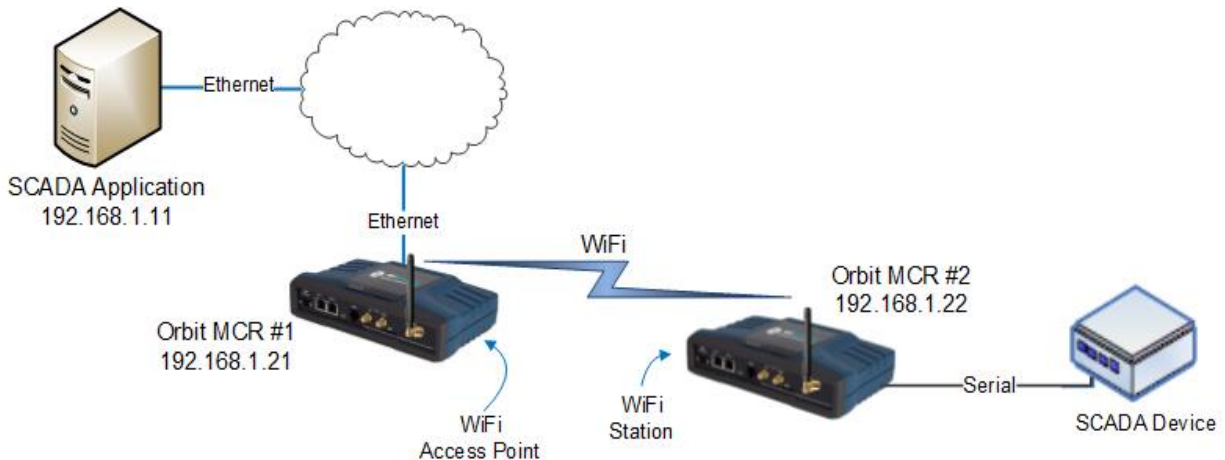 Ethernet
SCADA Application
192.168.1.11
Ethernet
WiFi
Orbit MCR #2
192.168.1.22
Orbit MCR #1
192.168.1.21
WiFi
Access Point
WiFi
Station
Serial
SCADA Device